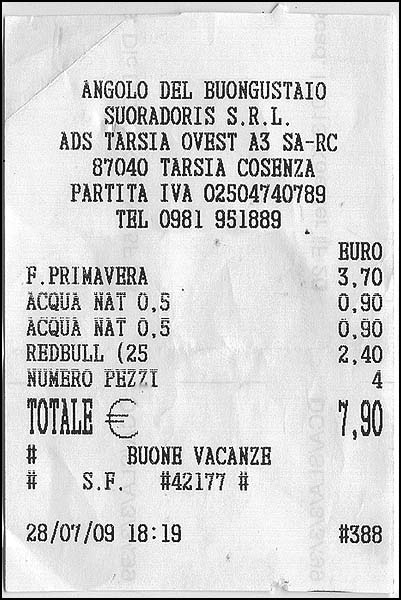 ANGOLO DEL BUONGUSTAIO
SUORADORIS S.R.L.
ADS TARSIA OVEST A3 SA-RC
87040 TARSIA COSENZA
PARTITA IVA 02504740789
TEL 0981 951889
EURO
F.PRIMAVERA 3,70
ACQUA NAT 0,5 0,90
ACQUA NAT 0,5 0,90
REDBULL (25 2,40
NUMERO PEZZI 4
TOTALE € 7,90
# BUONE VACANZE
# S.F. #42177 #
28/07/09 18:19 #388